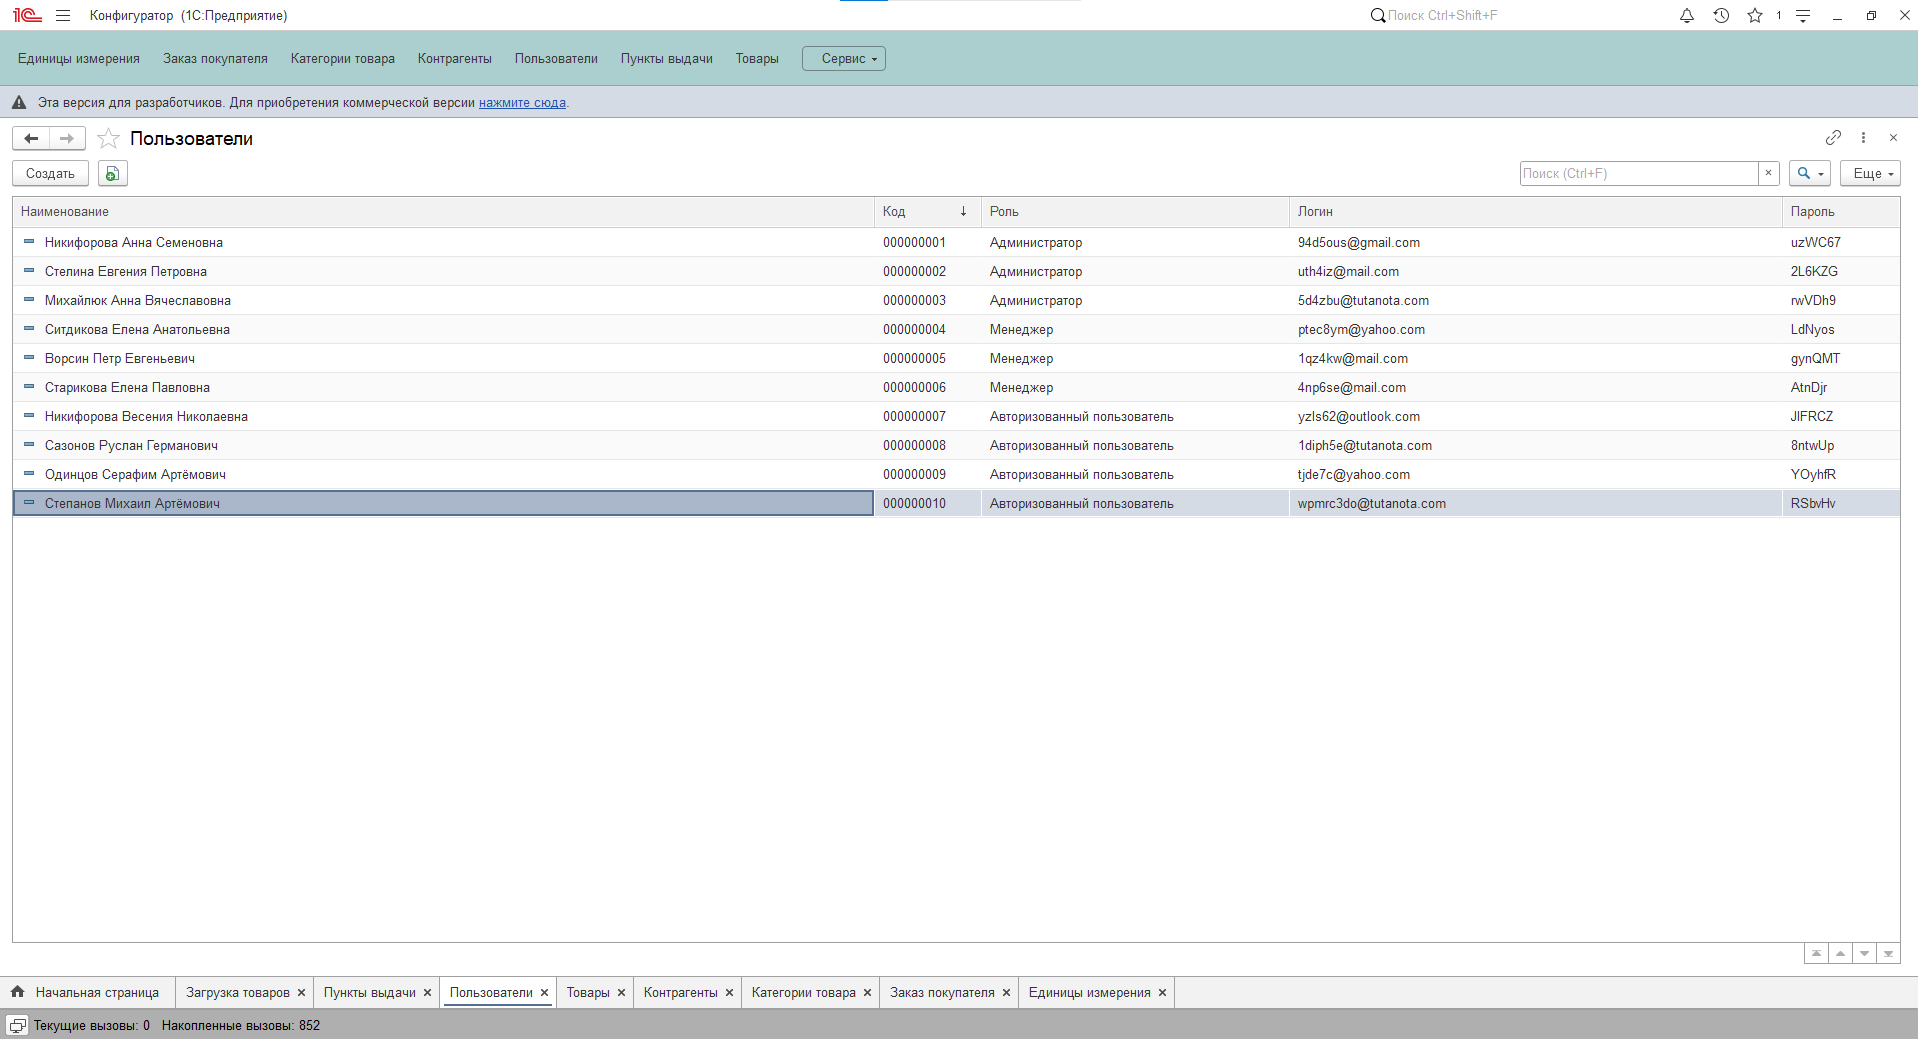 1С Конфигуратор (1С:Предприятие) Поиск Ctrl+Shift+F 1
Единицы измерения Заказ покупателя Категории товара Контрагенты Пользователи Пункты выдачи Товары Сервис
Эта версия для разработчиков. Для приобретения коммерческой версии нажмите сюда.
Пользователи
Создать Поиск (Ctrl+F) × Еще
Наименование Код ↓ Роль Логин Пароль
Никифорова Анна Семеновна 000000001 Администратор 94d5ous@gmail.com uzWC67
Стелина Евгения Петровна 000000002 Администратор uth4iz@mail.com 2L6KZG
Михайлюк Анна Вячеславовна 000000003 Администратор 5d4zbu@tutanota.com rwVDh9
Ситдикова Елена Анатольевна 000000004 Менеджер ptec8ym@yahoo.com LdNyos
Ворсин Петр Евгеньевич 000000005 Менеджер 1qz4kw@mail.com gynQMT
Старикова Елена Павловна 000000006 Менеджер 4np6se@mail.com AtnDjr
Никифорова Весения Николаевна 000000007 Авторизованный пользователь yzls62@outlook.com JlFRCZ
Сазонов Руслан Германович 000000008 Авторизованный пользователь 1diph5e@tutanota.com 8ntwUp
Одинцов Серафим Артёмович 000000009 Авторизованный пользователь tjde7c@yahoo.com YOyhfR
Степанов Михаил Артёмович 000000010 Авторизованный пользователь wpmrc3do@tutanota.com RSbvHv
Начальная страница Загрузка товаров × Пункты выдачи × Пользователи × Товары × Контрагенты × Категории товара × Заказ покупателя × Единицы измерения ×
Текущие вызовы: 0 Накопленные вызовы: 852